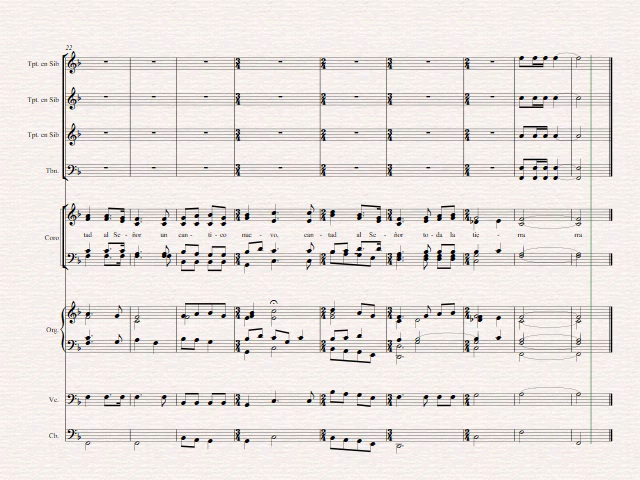 22
Tpt. en Sib
Tpt. en Sib
Tpt. en Sib
Tbn.
Coro
tad al Se - ñor un can - ti - co nue - vo, can - tad al Se - ñor to - da la tie - rra rra
Org.
Vc.
Cb.